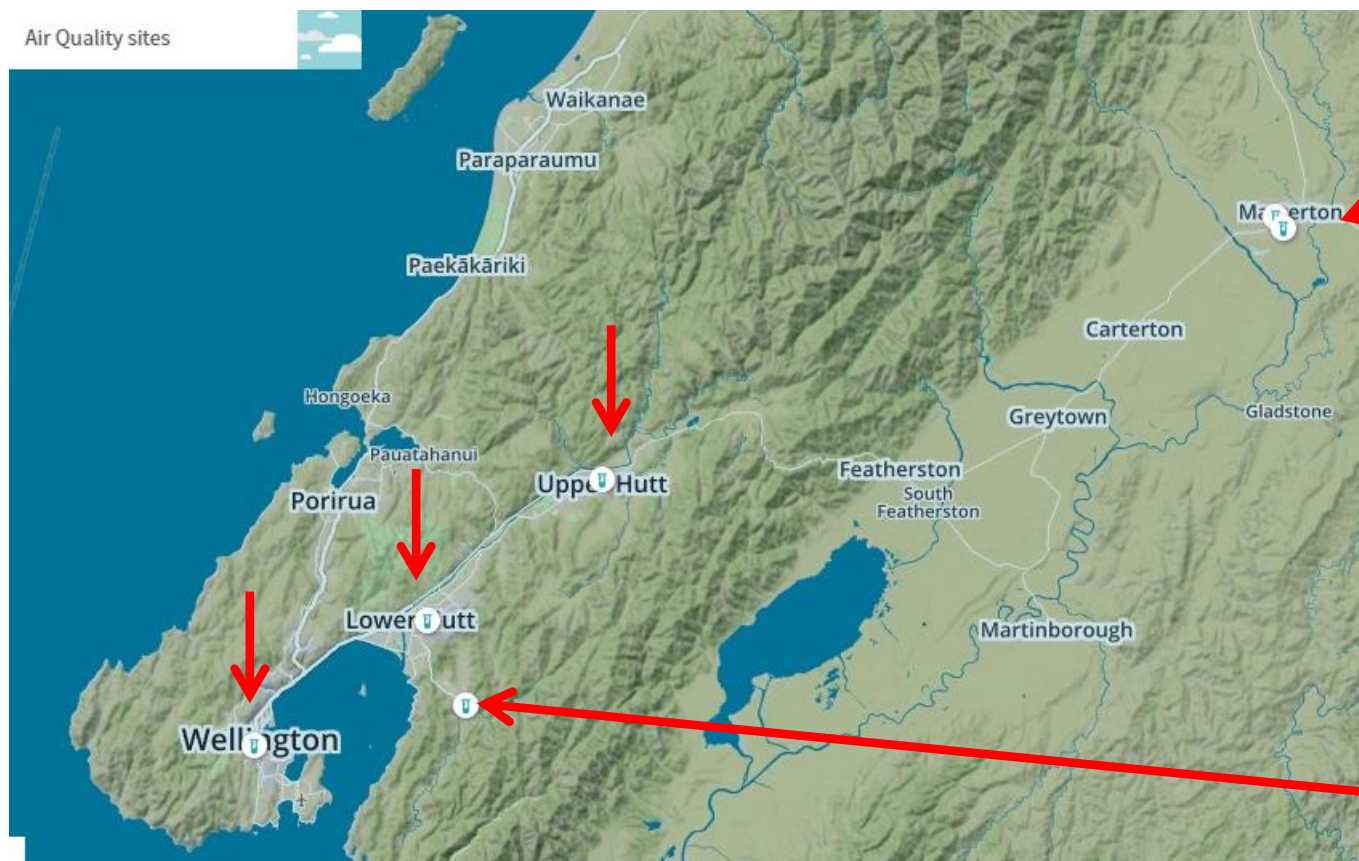 Air Quality sites
Waikanae
Paraparaumu
Masterton
Paekākāriki
Carterton
Hongoeka
Greytown
Gladstone
Pauatahanui
Featherston
Upper Hutt
Porirua
South
Featherston
Lower Hutt
Martinborough
Wellington